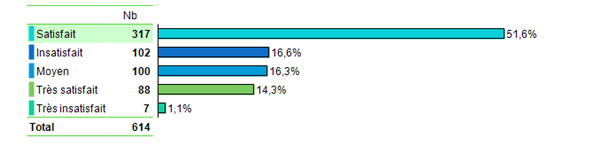 Nb
Satisfait 317 51,6%
Insatisfait 102 16,6%
Moyen 100 16,3%
Très satisfait 88 14,3%
Très insatisfait 7 1,1%
Total 614